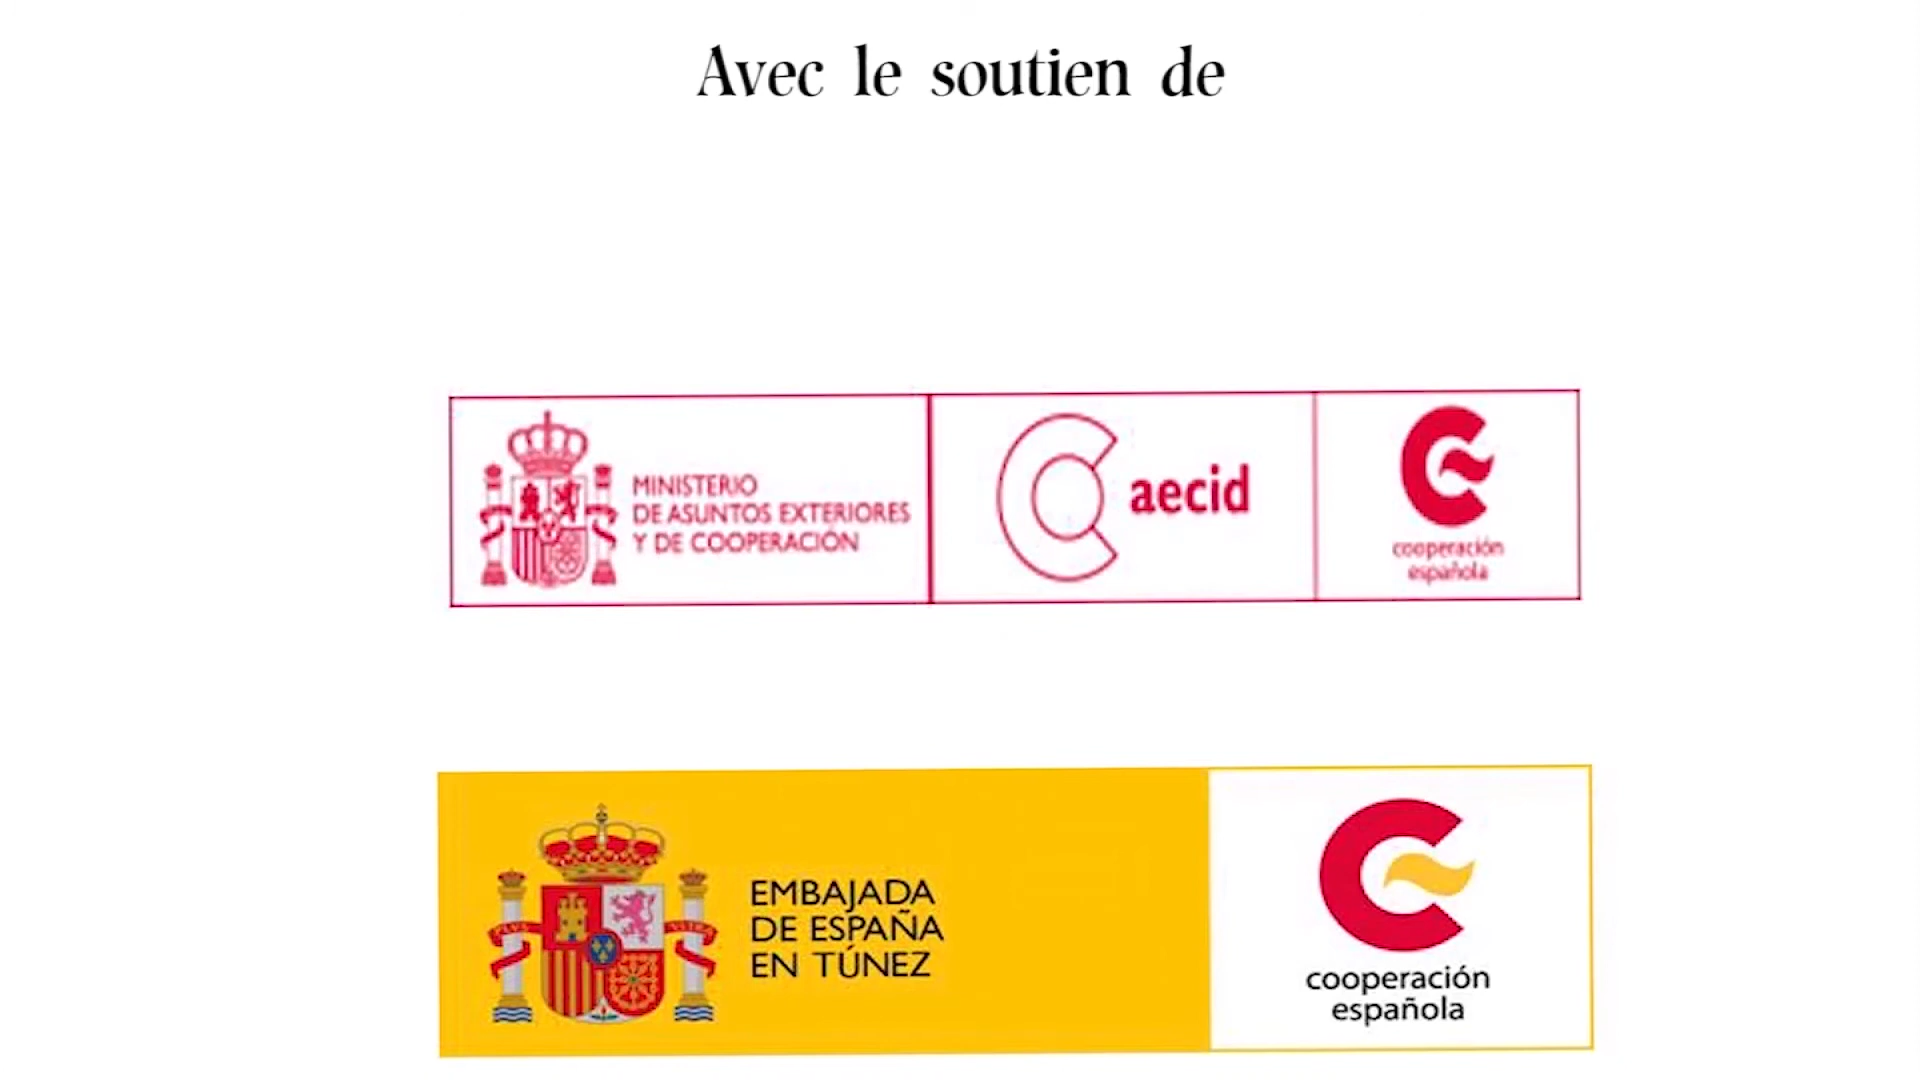 Avec le soutien de
MINISTERIO
DE ASUNTOS EXTERIORES
Y DE COOPERACIÓN
aecid
cooperación
española
EMBAJADA
DE ESPAÑA
EN TÚNEZ
cooperación
española